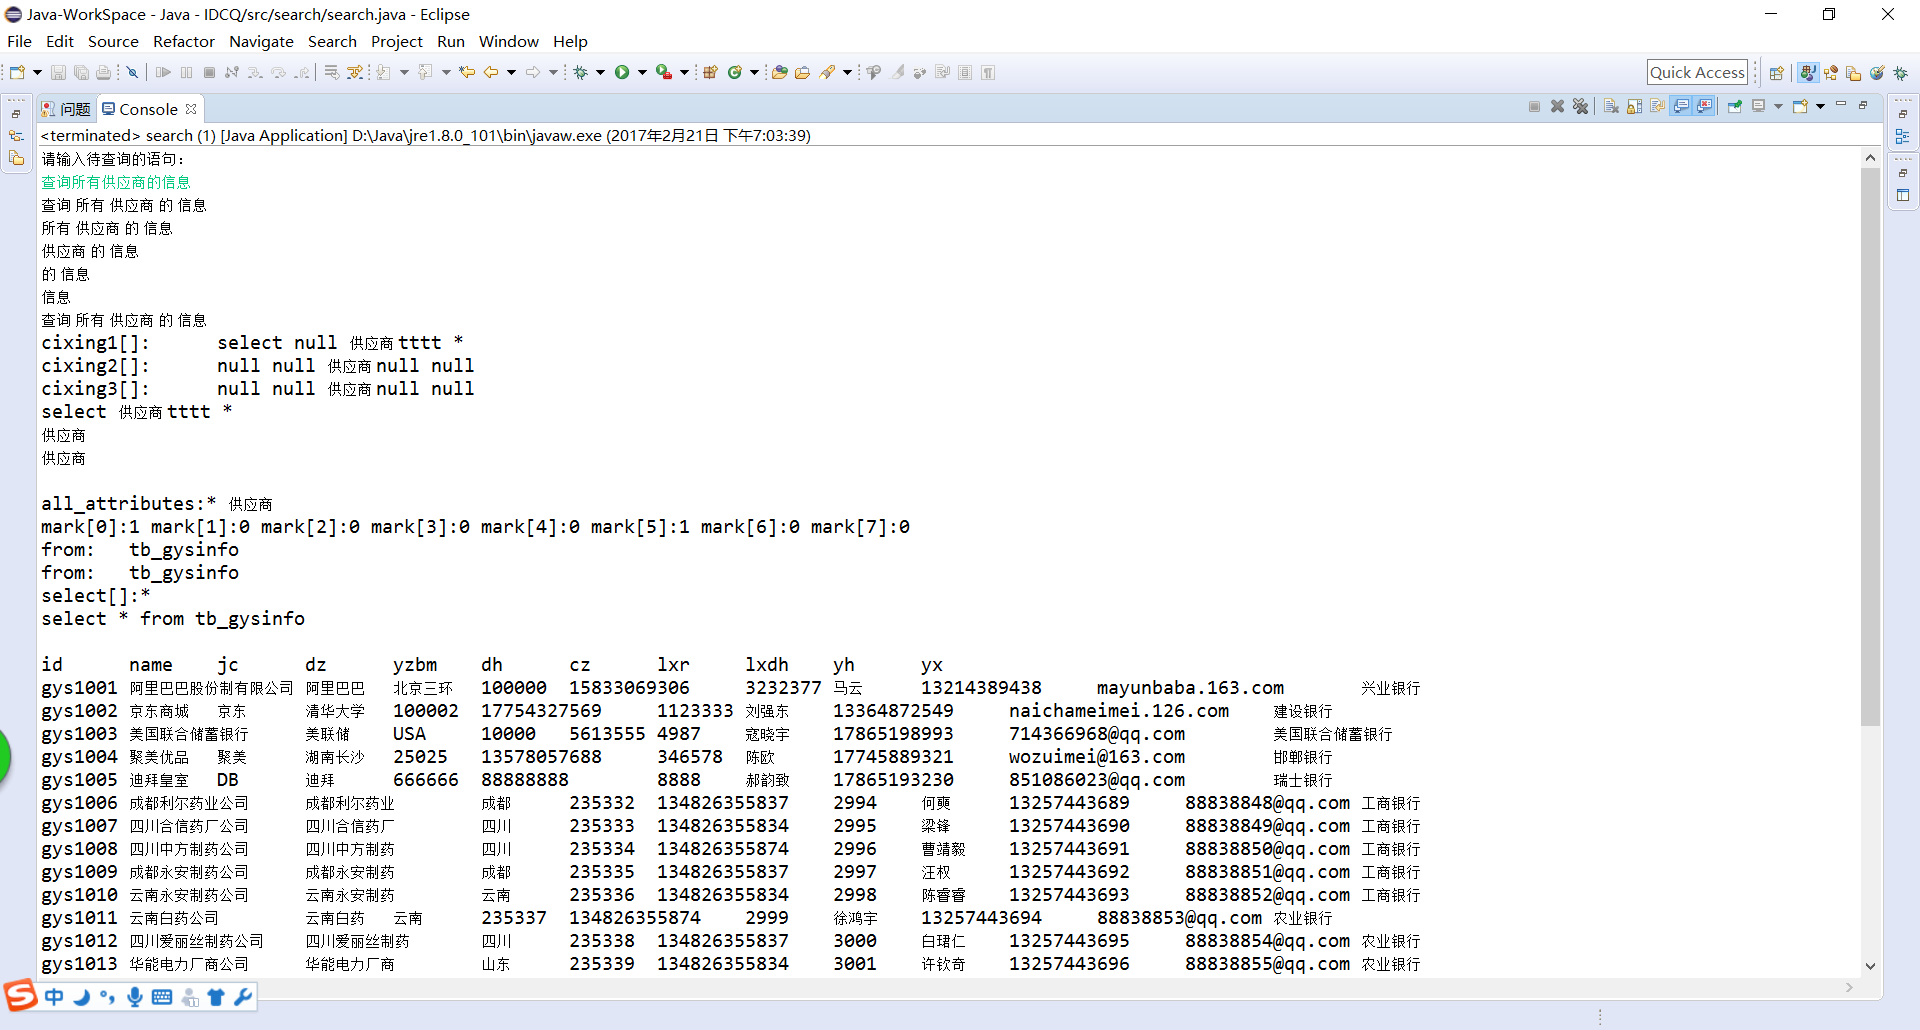 Java-WorkSpace - Java - IDCQ/src/search/search.java - Eclipse
File Edit Source Refactor Navigate Search Project Run Window Help
Quick Access
问题 Console
<terminated> search (1) [Java Application] D:\Java\jre1.8.0_101\bin\javaw.exe (2017年2月21日 下午7:03:39)
请输入待查询的语句：
查询所有供应商的信息
查询 所有 供应商 的 信息
所有 供应商 的 信息
供应商 的 信息
的 信息
信息
查询 所有 供应商 的 信息
cixing1[]: select null 供应商 tttt *
cixing2[]: null null 供应商 null null
cixing3[]: null null 供应商 null null
select 供应商 tttt *
供应商
供应商
all_attributes:* 供应商
mark[0]:1 mark[1]:0 mark[2]:0 mark[3]:0 mark[4]:0 mark[5]:1 mark[6]:0 mark[7]:0
from: tb_gysinfo
from: tb_gysinfo
select[]:*
select * from tb_gysinfo
id name jc dz yzbm dh cz lxr lxdh yh yx
gys1001 阿里巴巴股份制有限公司 阿里巴巴 北京三环 100000 15833069306 3232377 马云 13214389438 mayunbaba.163.com 兴业银行
gys1002 京东商城 京东 清华大学 100002 17754327569 1123333 刘强东 13364872549 naichameimei.126.com 建设银行
gys1003 美国联合储蓄银行 美联储 USA 10000 5613555 4987 寇晓宇 17865198993 714366968@qq.com 美国联合储蓄银行
gys1004 聚美优品 聚美 湖南长沙 25025 13578057688 346578 陈欧 17745889321 wozuimei@163.com 邯郸银行
gys1005 迪拜皇室 DB 迪拜 666666 88888888 8888 郝韵致 17865193230 851086023@qq.com 瑞士银行
gys1006 成都利尔药业公司 成都利尔药业 成都 235332 134826355837 2994 何奭 13257443689 88838848@qq.com 工商银行
gys1007 四川合信药厂公司 四川合信药厂 四川 235333 134826355834 2995 梁锋 13257443690 88838849@qq.com 工商银行
gys1008 四川中方制药公司 四川中方制药 四川 235334 134826355874 2996 曹靖毅 13257443691 88838850@qq.com 工商银行
gys1009 成都永安制药公司 成都永安制药 成都 235335 134826355837 2997 汪权 13257443692 88838851@qq.com 工商银行
gys1010 云南永安制药公司 云南永安制药 云南 235336 134826355834 2998 陈睿睿 13257443693 88838852@qq.com 工商银行
gys1011 云南白药公司 云南白药 云南 235337 134826355874 2999 徐鸿宇 13257443694 88838853@qq.com 农业银行
gys1012 四川爱丽丝制药公司 四川爱丽丝制药 四川 235338 134826355837 3000 白珺仁 13257443695 88838854@qq.com 农业银行
gys1013 华能电力厂商公司 华能电力厂商 山东 235339 134826355834 3001 许钦奇 13257443696 88838855@qq.com 农业银行
中